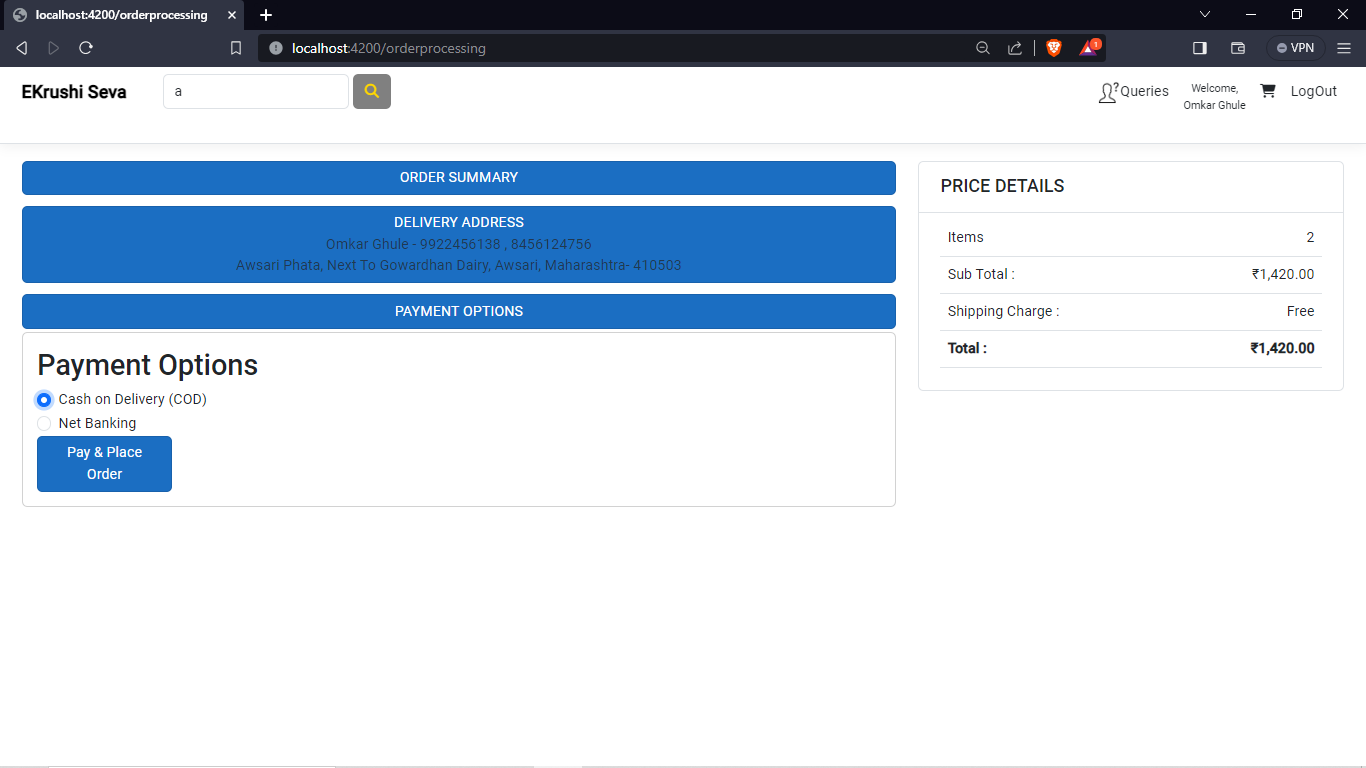 localhost:4200/orderprocessing
localhost:4200/orderprocessing
1
VPN
EKrushi Seva
a
?Queries
Welcome,
Omkar Ghule
LogOut
ORDER SUMMARY
DELIVERY ADDRESS
Omkar Ghule - 9922456138 , 8456124756
Awsari Phata, Next To Gowardhan Dairy, Awsari, Maharashtra- 410503
PAYMENT OPTIONS
Payment Options
Cash on Delivery (COD)
Net Banking
Pay & Place
Order
PRICE DETAILS
Items 2
Sub Total : ₹1,420.00
Shipping Charge : Free
Total : ₹1,420.00